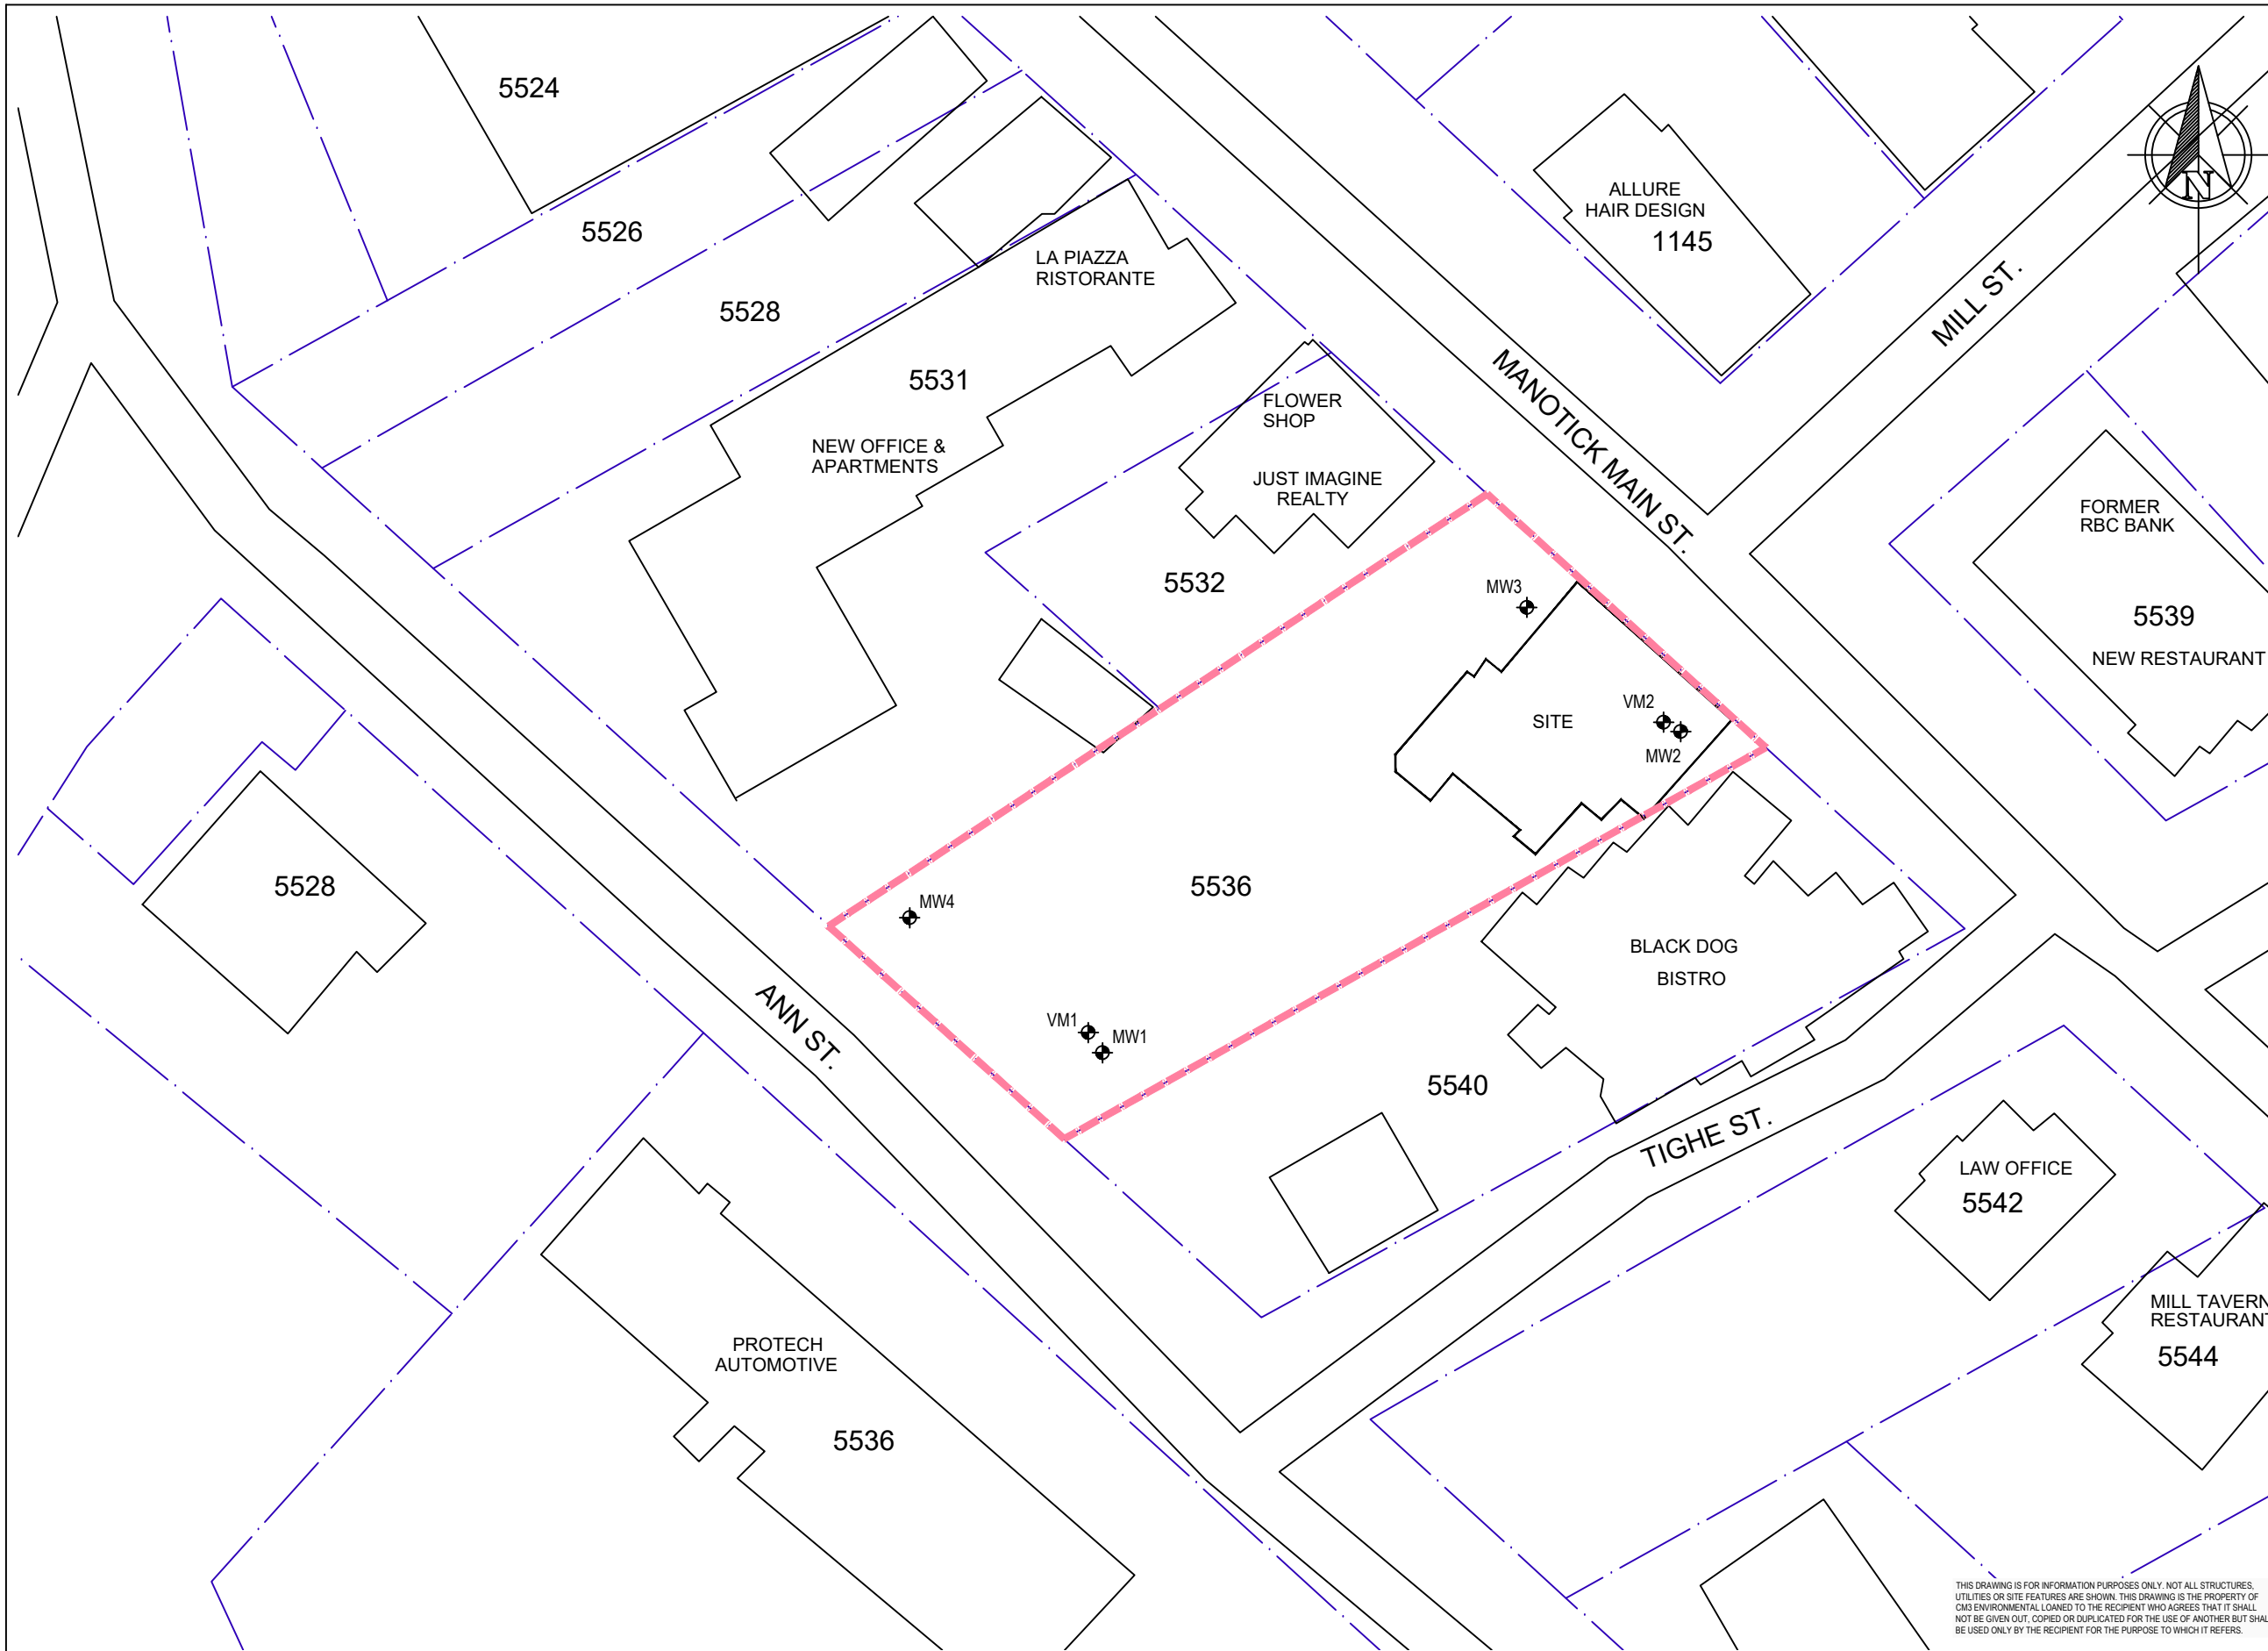 5524
5526
5528
LA PIAZZA
RISTORANTE
5531
NEW OFFICE &
APARTMENTS
FLOWER
SHOP
JUST IMAGINE
REALTY
5532
ALLURE
HAIR DESIGN
1145
N
MILL ST.
MANOTICK MAIN ST.
FORMER
RBC BANK
5539
NEW RESTAURANT
MW3
VM2
SITE
MW2
5528
MW4
5536
BLACK DOG
BISTRO
ANN ST.
VM1
MW1
5540
TIGHE ST.
LAW OFFICE
5542
MILL TAVERN
RESTAURANT
5544
PROTECH
AUTOMOTIVE
5536
THIS DRAWING IS FOR INFORMATION PURPOSES ONLY. NOT ALL STRUCTURES,
UTILITIES OR SITE FEATURES ARE SHOWN. THIS DRAWING IS THE PROPERTY OF
CM3 ENVIRONMENTAL LOANED TO THE RECIPIENT WHO AGREES THAT IT SHALL
NOT BE GIVEN OUT, COPIED OR DUPLICATED FOR THE USE OF ANOTHER BUT SHAL
BE USED ONLY BY THE RECIPIENT FOR THE PURPOSE TO WHICH IT REFERS.